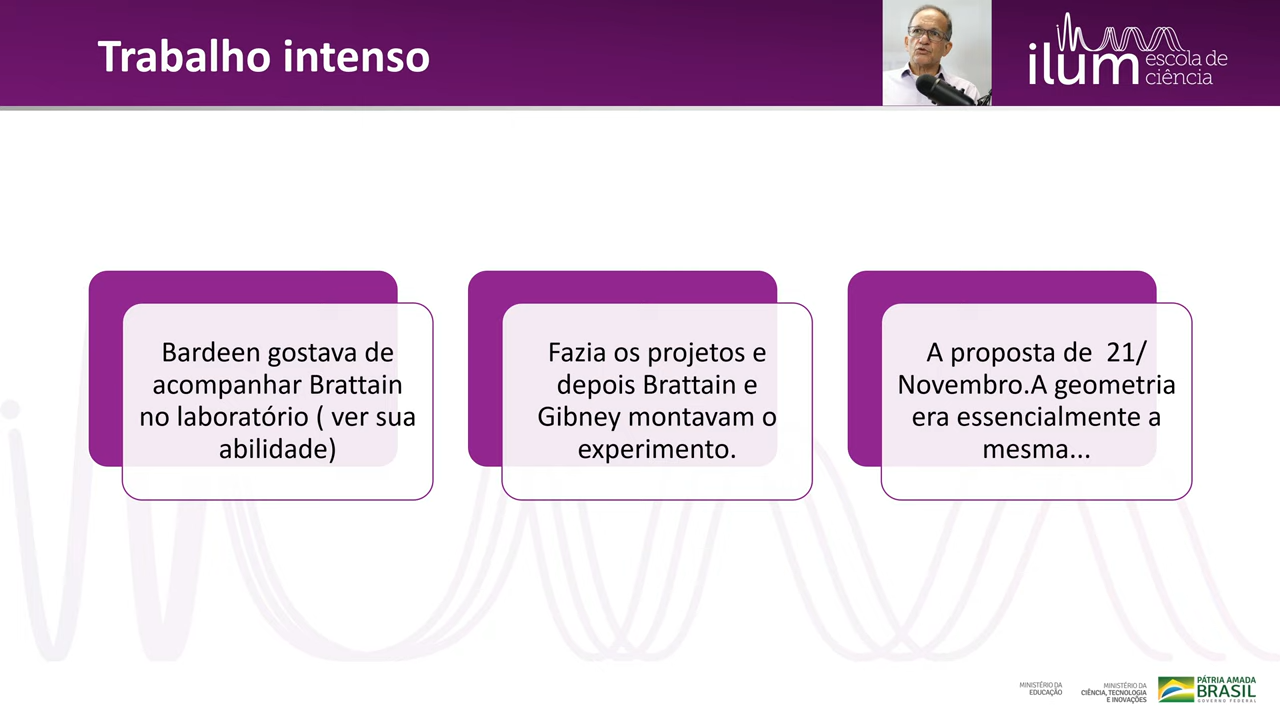 Trabalho intenso
ilum escola de
ciência
Bardeen gostava de
acompanhar Brattain
no laboratório ( ver sua
abilidade)
Fazia os projetos e
depois Brattain e
Gibney montavam o
experimento.
A proposta de 21/
Novembro.A geometria
era essencialmente a
mesma...
MINISTÉRIO DA
EDUCAÇÃO
MINISTÉRIO DA
CIÊNCIA, TECNOLOGIA
E INOVAÇÕES
PÁTRIA AMADA
BRASIL
GOVERNO FEDERAL